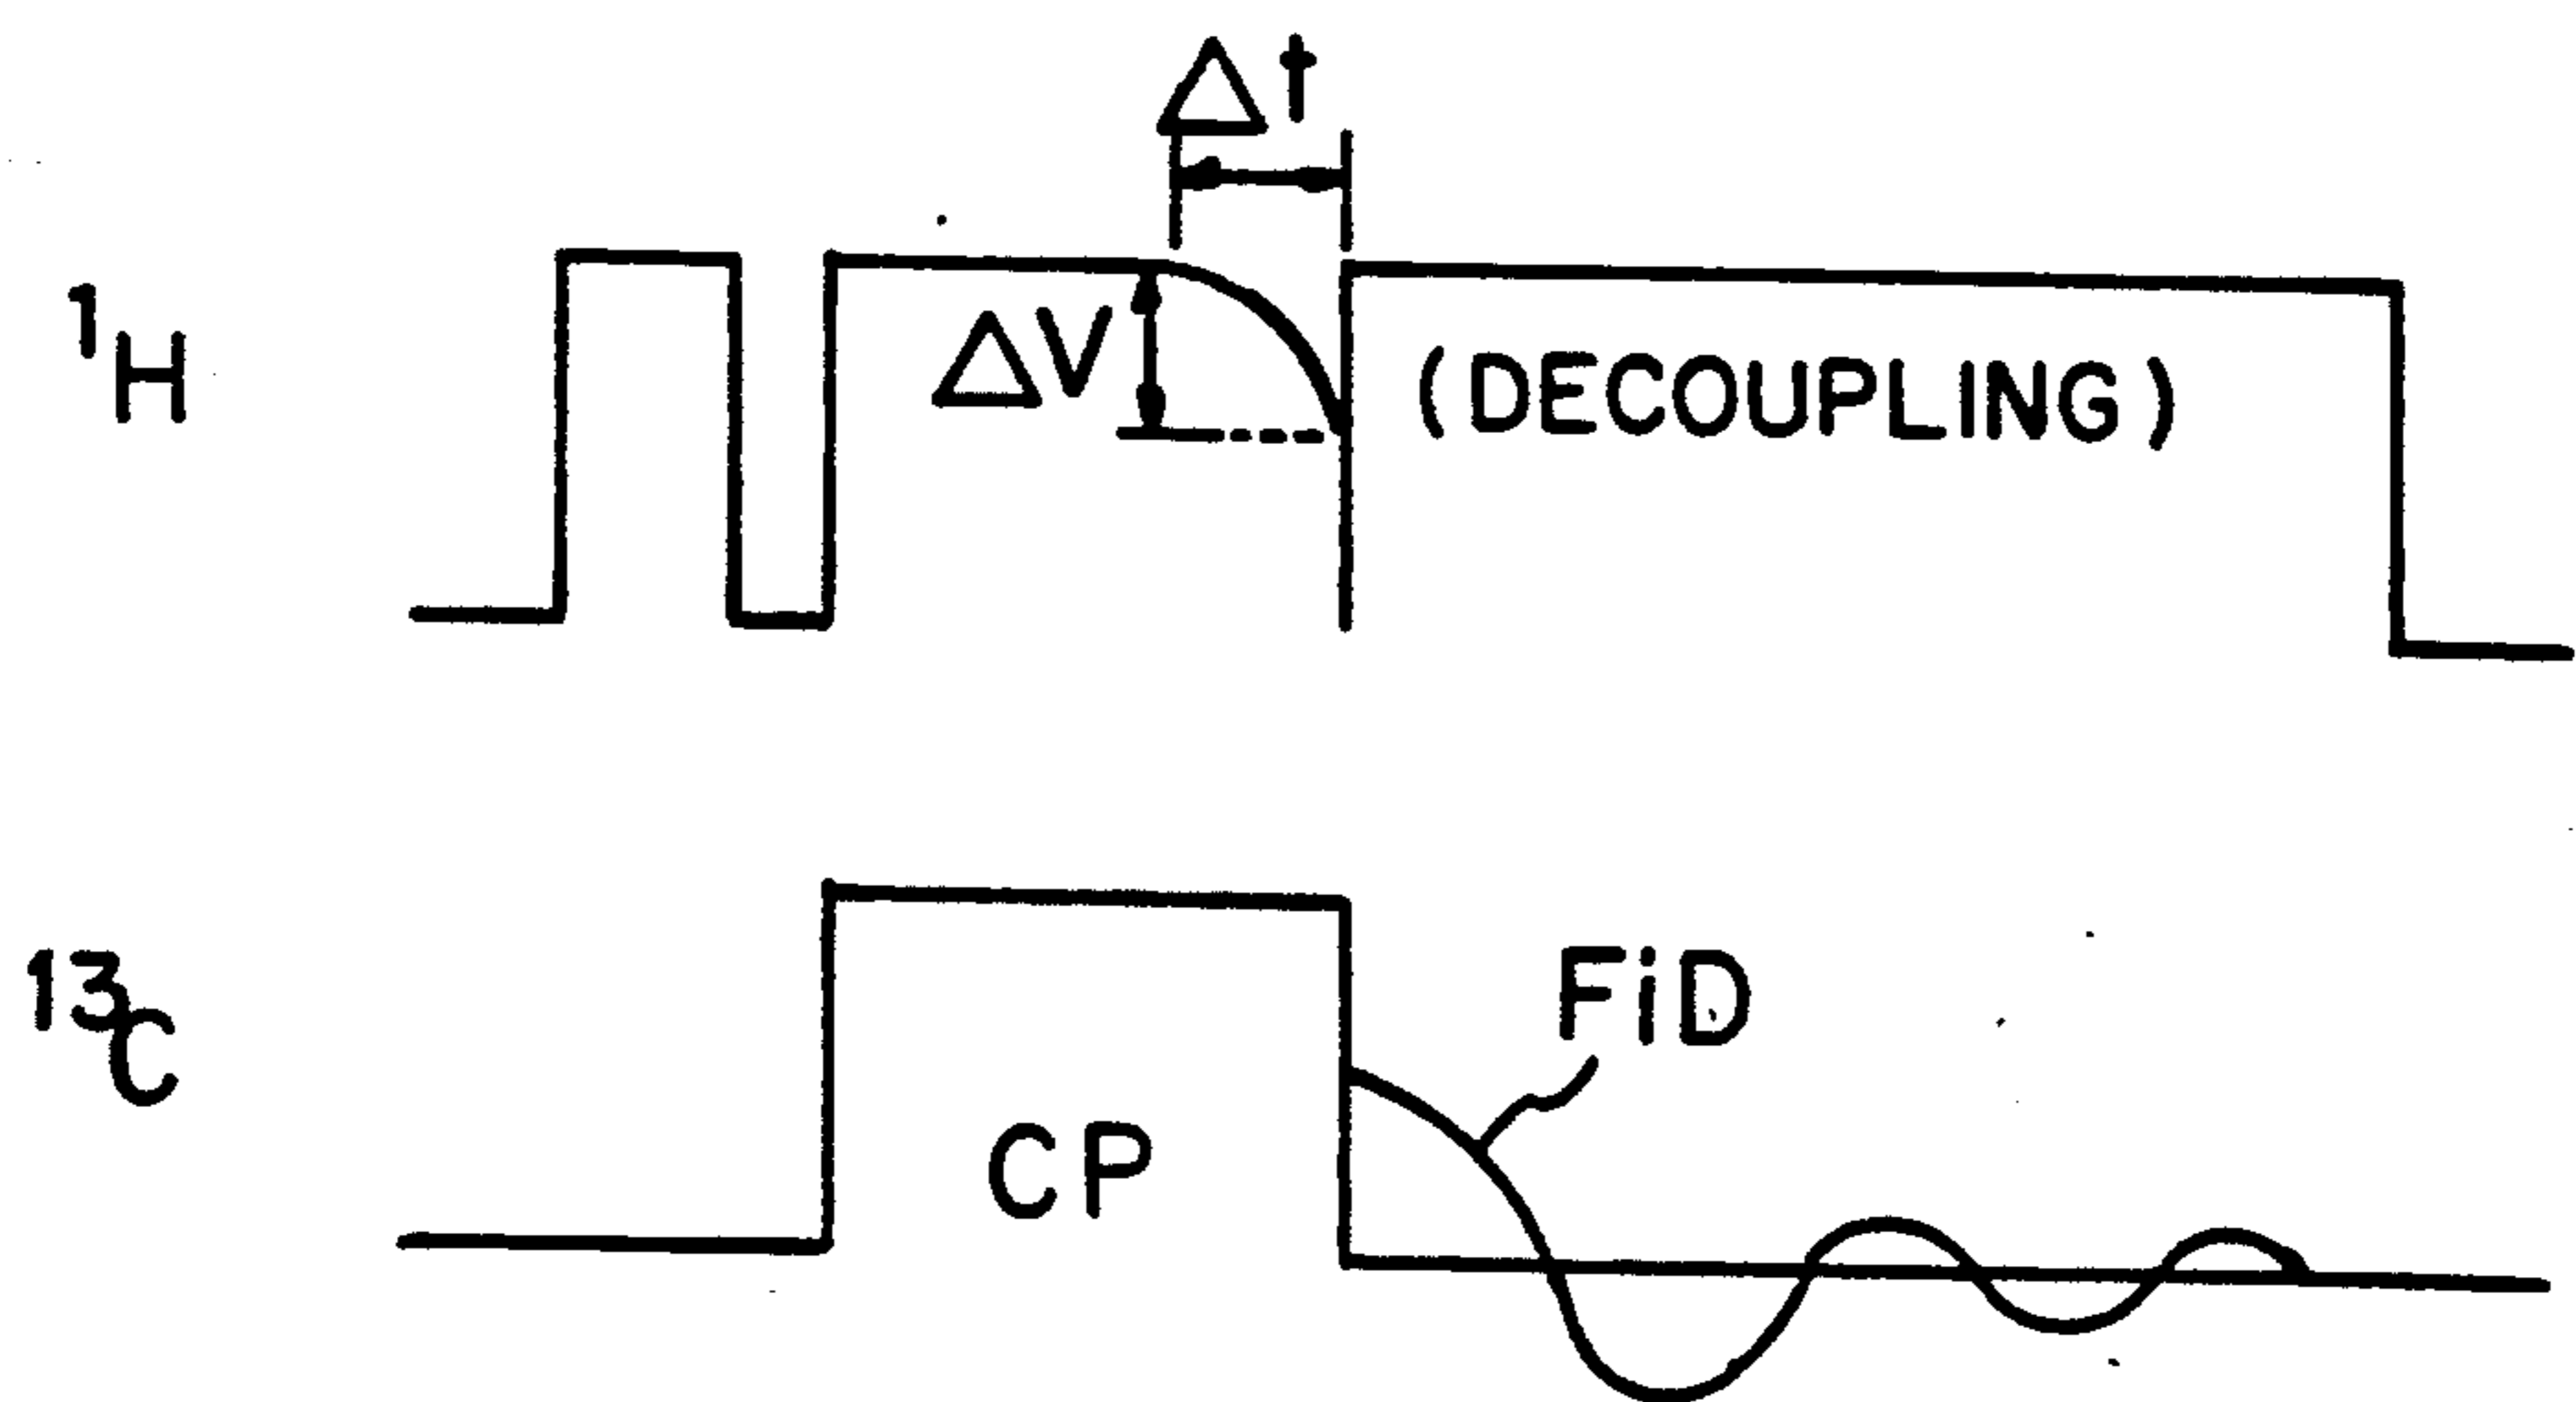 Δt
¹H
ΔV
(DECOUPLING)
¹³C
CP
FiD